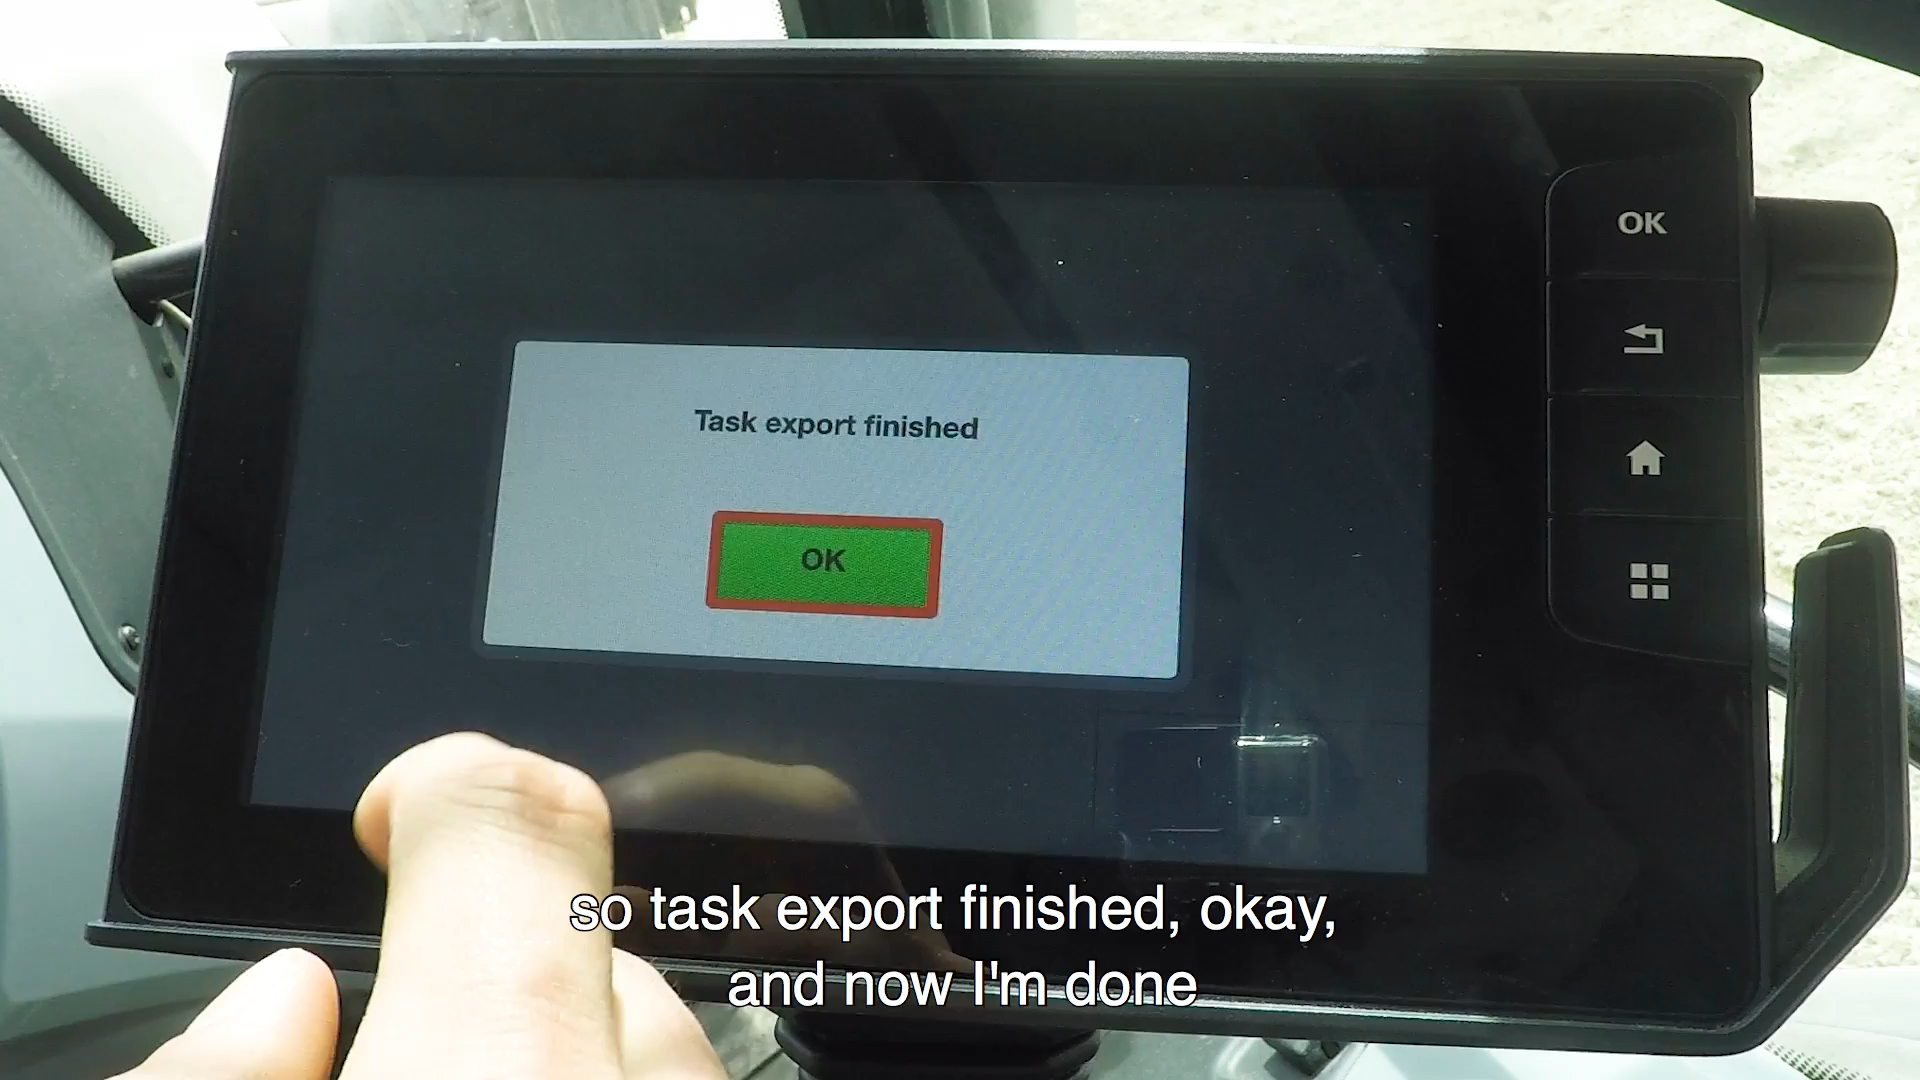 OK
Task export finished
OK
so task export finished, okay,
and now I'm done